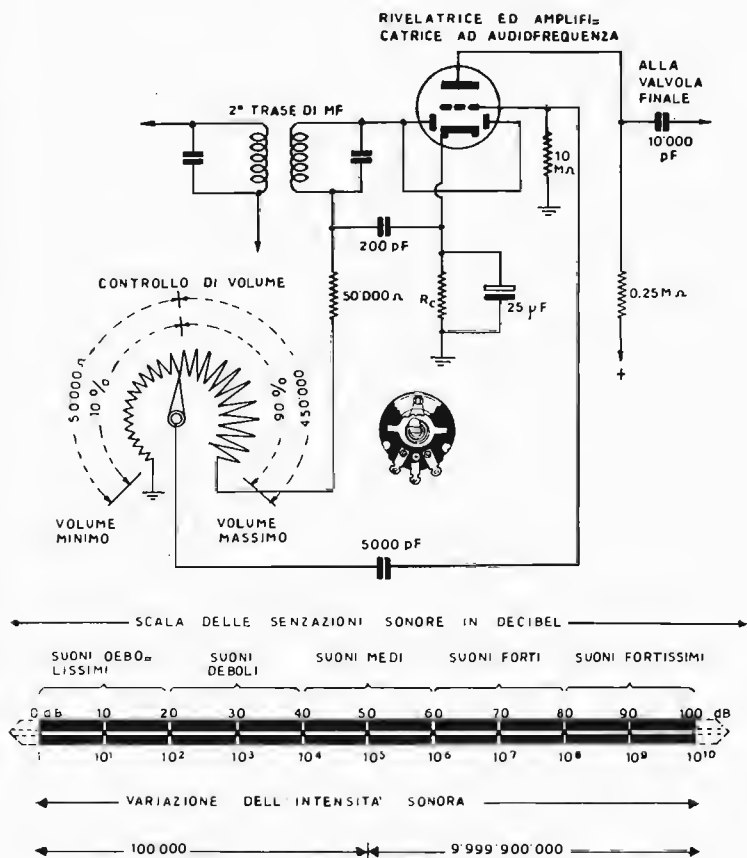 RIVELATRICE ED AMPLIFI=
CATRICE AD AUDIOFREQUENZA
ALLA
VALVOLA
FINALE
2° TRASF DI MF
10'000
pF
10
MΩ
200 pF
CONTROLLO DI VOLUME
50'000 Ω
RC
25 µF
0.25 MΩ
+
50'000 Ω
10 %
90 %
450'000
VOLUME
MINIMO
VOLUME
MASSIMO
5000 pF
SCALA DELLE SENZAZIONI SONORE IN DECIBEL
SUONI DEBO=
LISSIMI
SUONI
DEBOLI
SUONI MEDI
SUONI FORTI
SUONI FORTISSIMI
0 dB 10 20 30 40 50 60 70 80 90 100 dB
1 10¹ 10² 10³ 10⁴ 10⁵ 10⁶ 10⁷ 10⁸ 10⁹ 10¹⁰
VARIAZIONE DELL'INTENSITA' SONORA
100'000 9'999'900'000